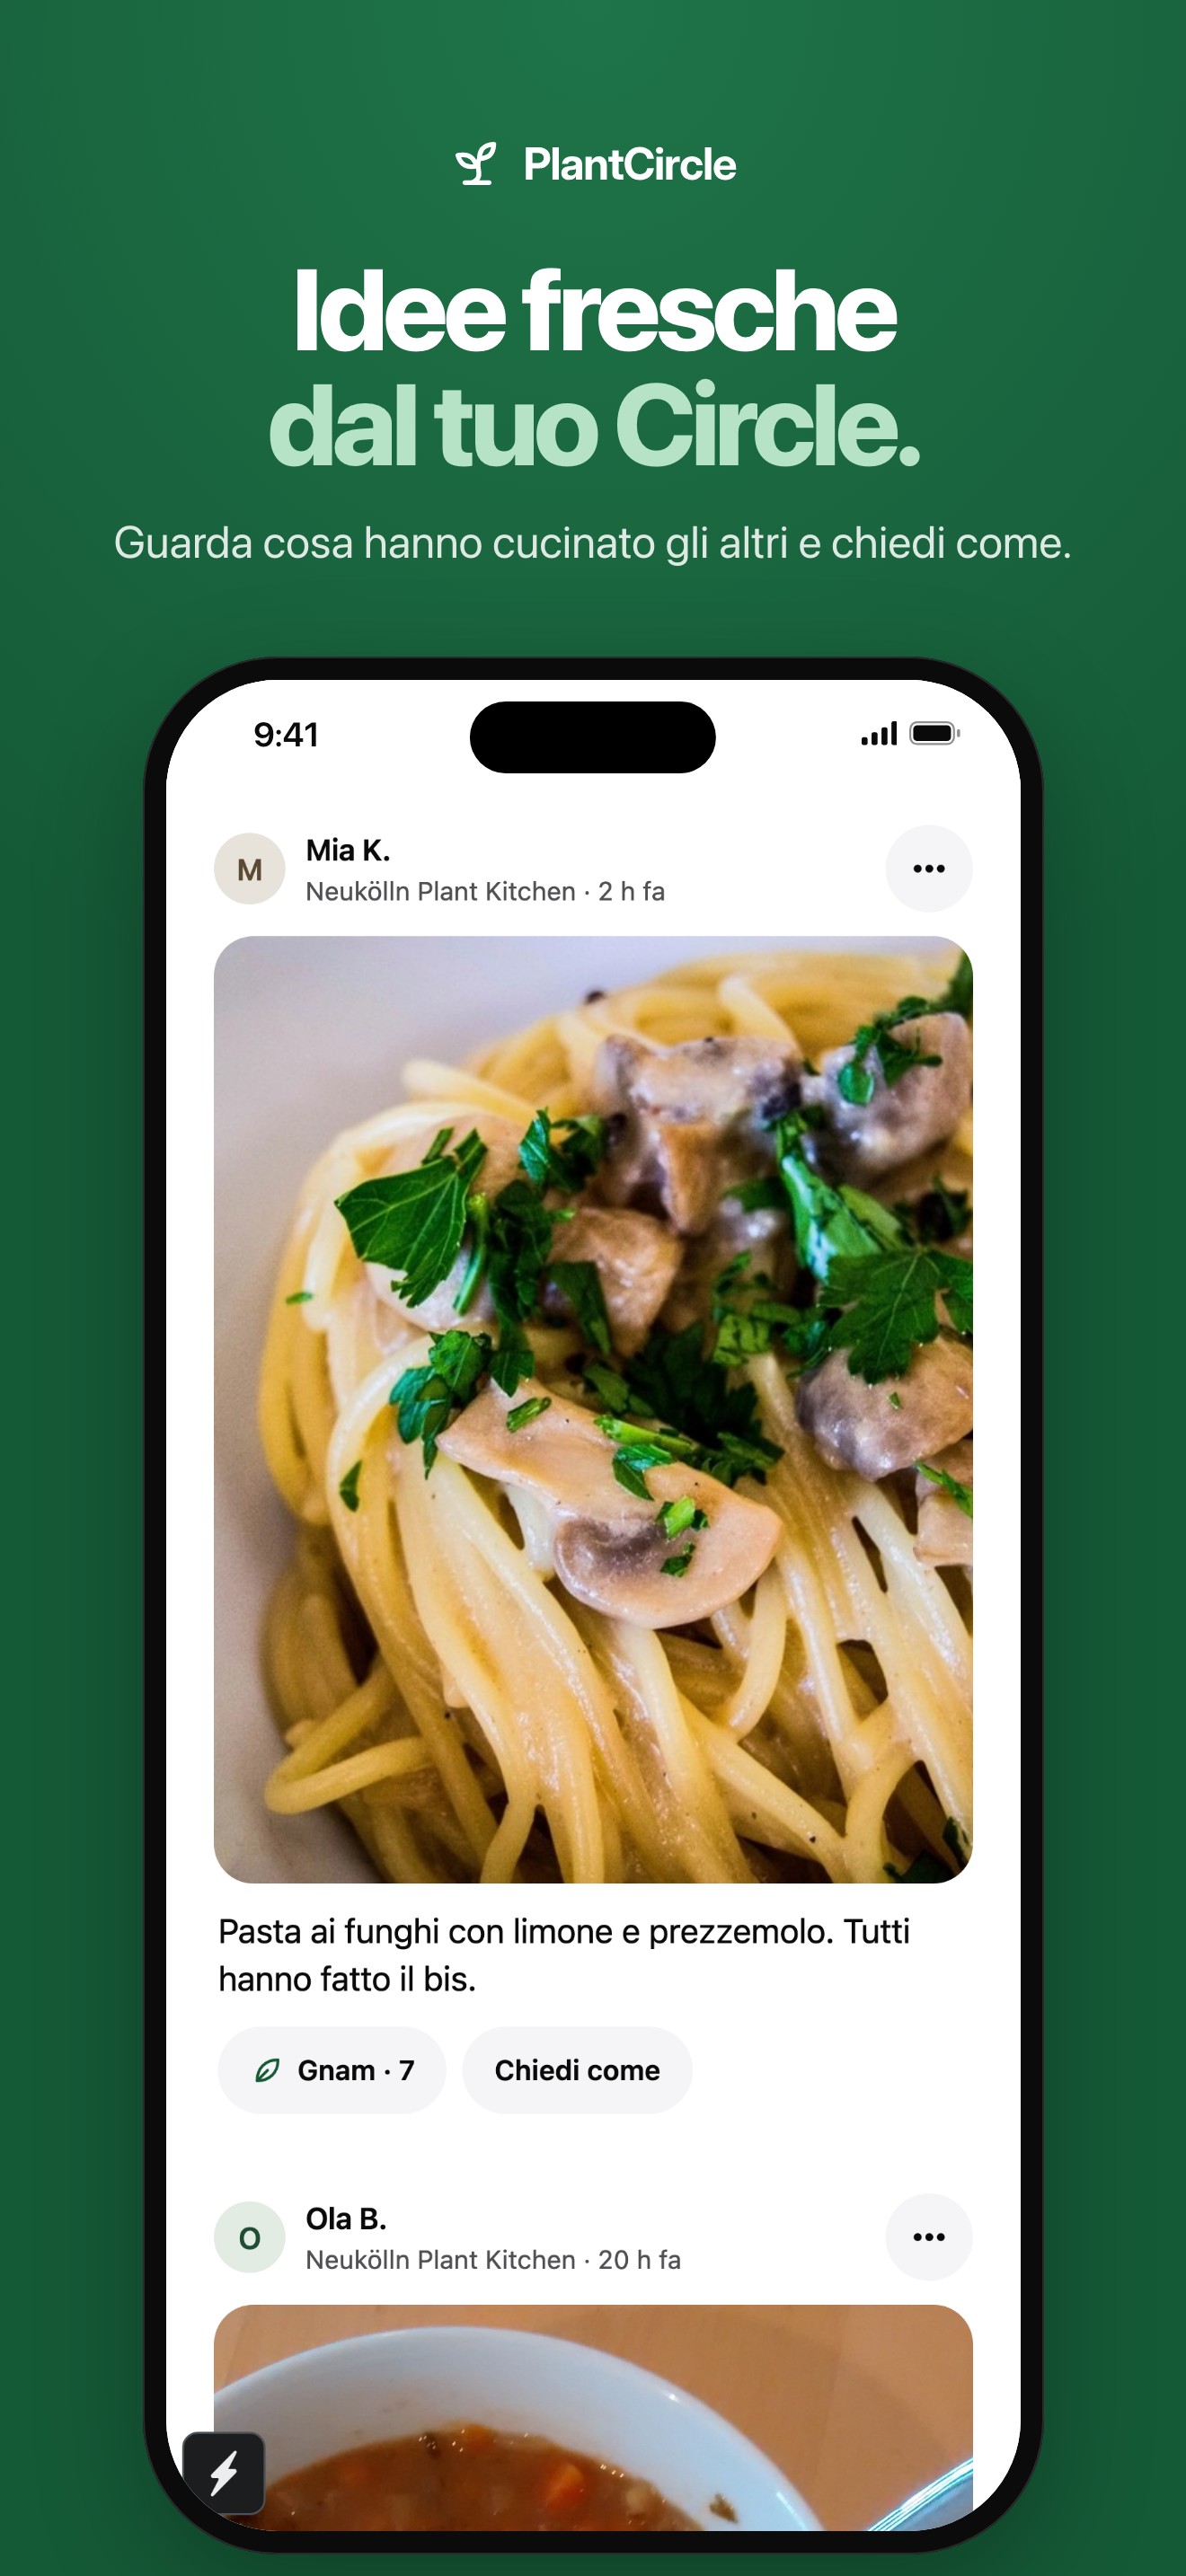 PlantCircle
Idee fresche
dal tuo Circle.
Guarda cosa hanno cucinato gli altri e chiedi come.
9:41
M
Mia K.
Neukölln Plant Kitchen · 2 h fa
Pasta ai funghi con limone e prezzemolo. Tutti
hanno fatto il bis.
Gnam · 7
Chiedi come
O
Ola B.
Neukölln Plant Kitchen · 20 h fa